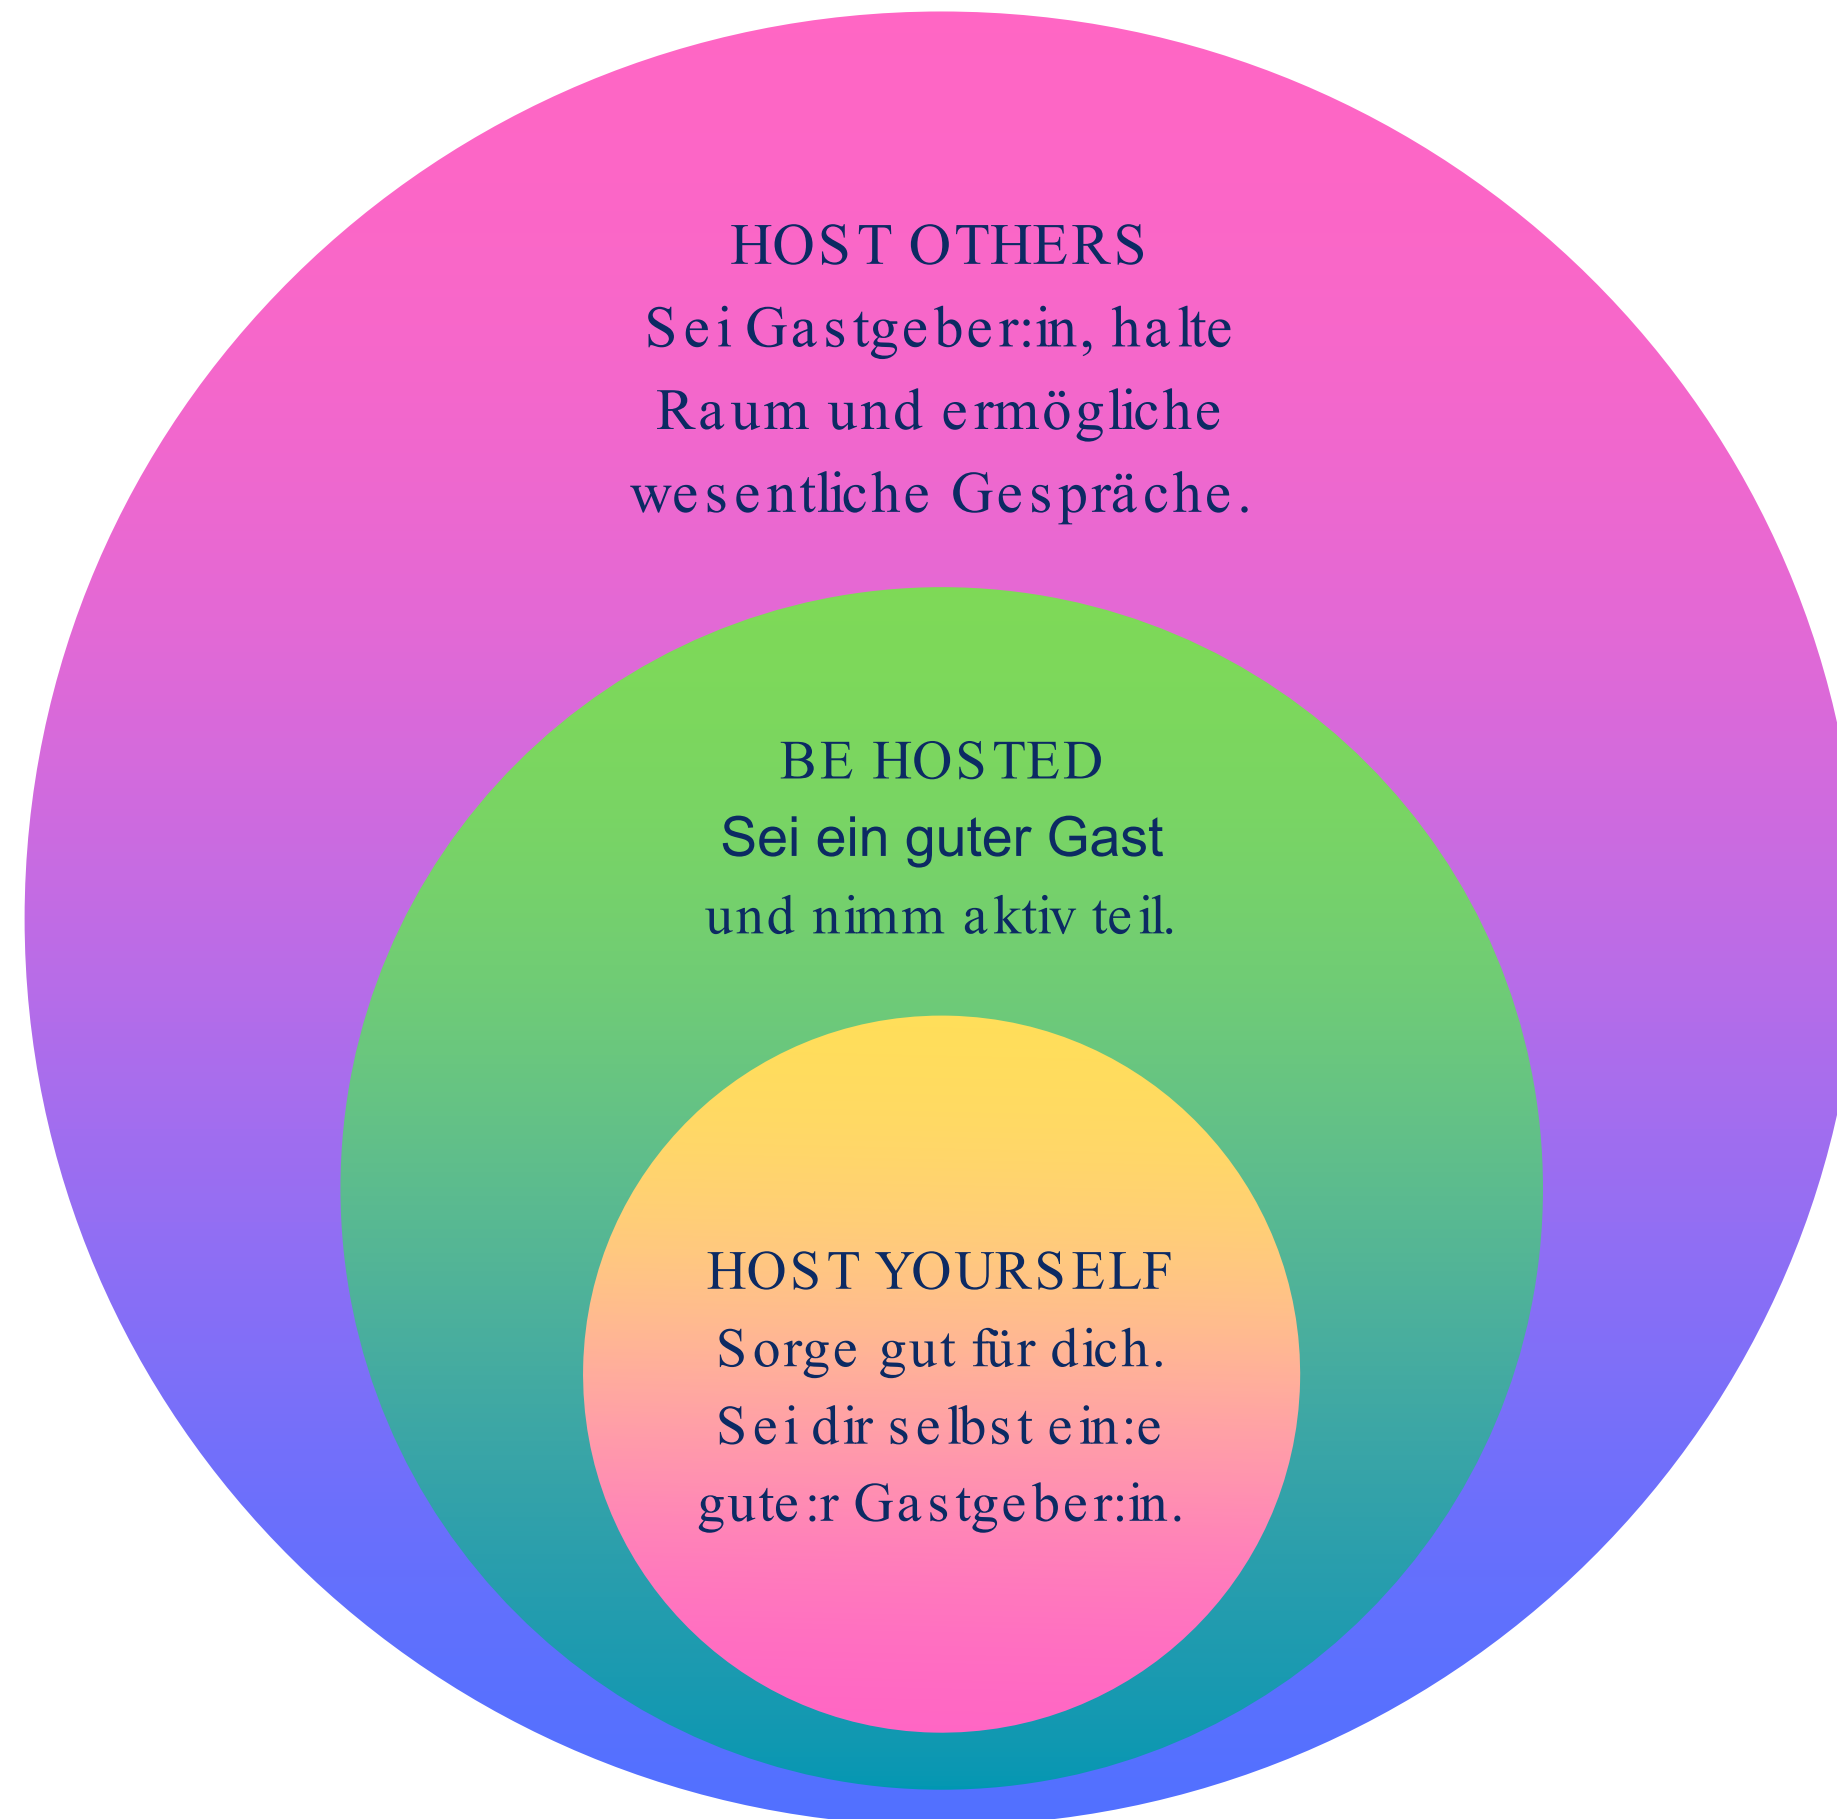 HOST OTHERS
Sei Gastgeber:in, halte
Raum und ermögliche
wesentliche Gespräche.
BE HOSTED
Sei ein guter Gast
und nimm aktiv teil.
HOST YOURSELF
Sorge gut für dich.
Sei dir selbst ein:e
gute:r Gastgeber:in.